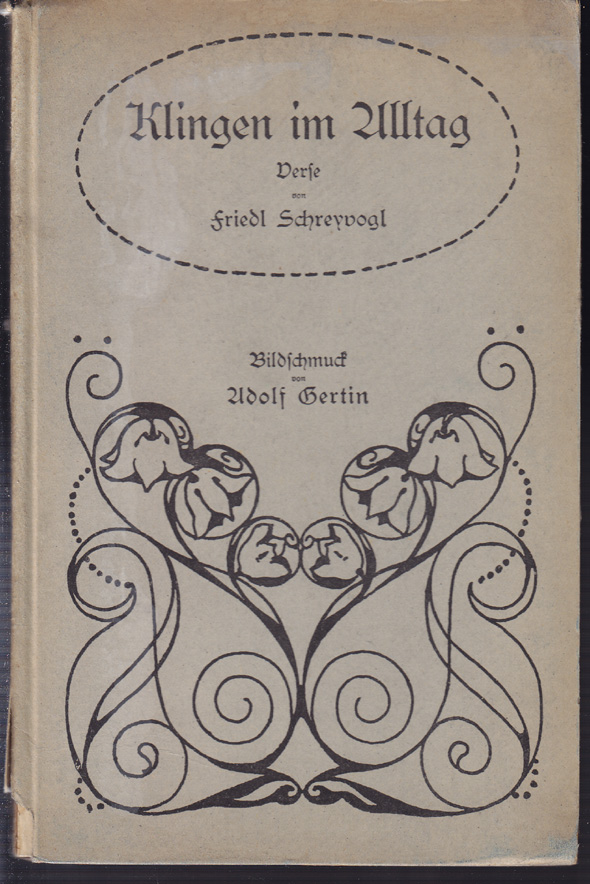 Klingen im Alltag
Verse
von
Friedl Schreyvogl
Bildschmuck
von
Adolf Gertin